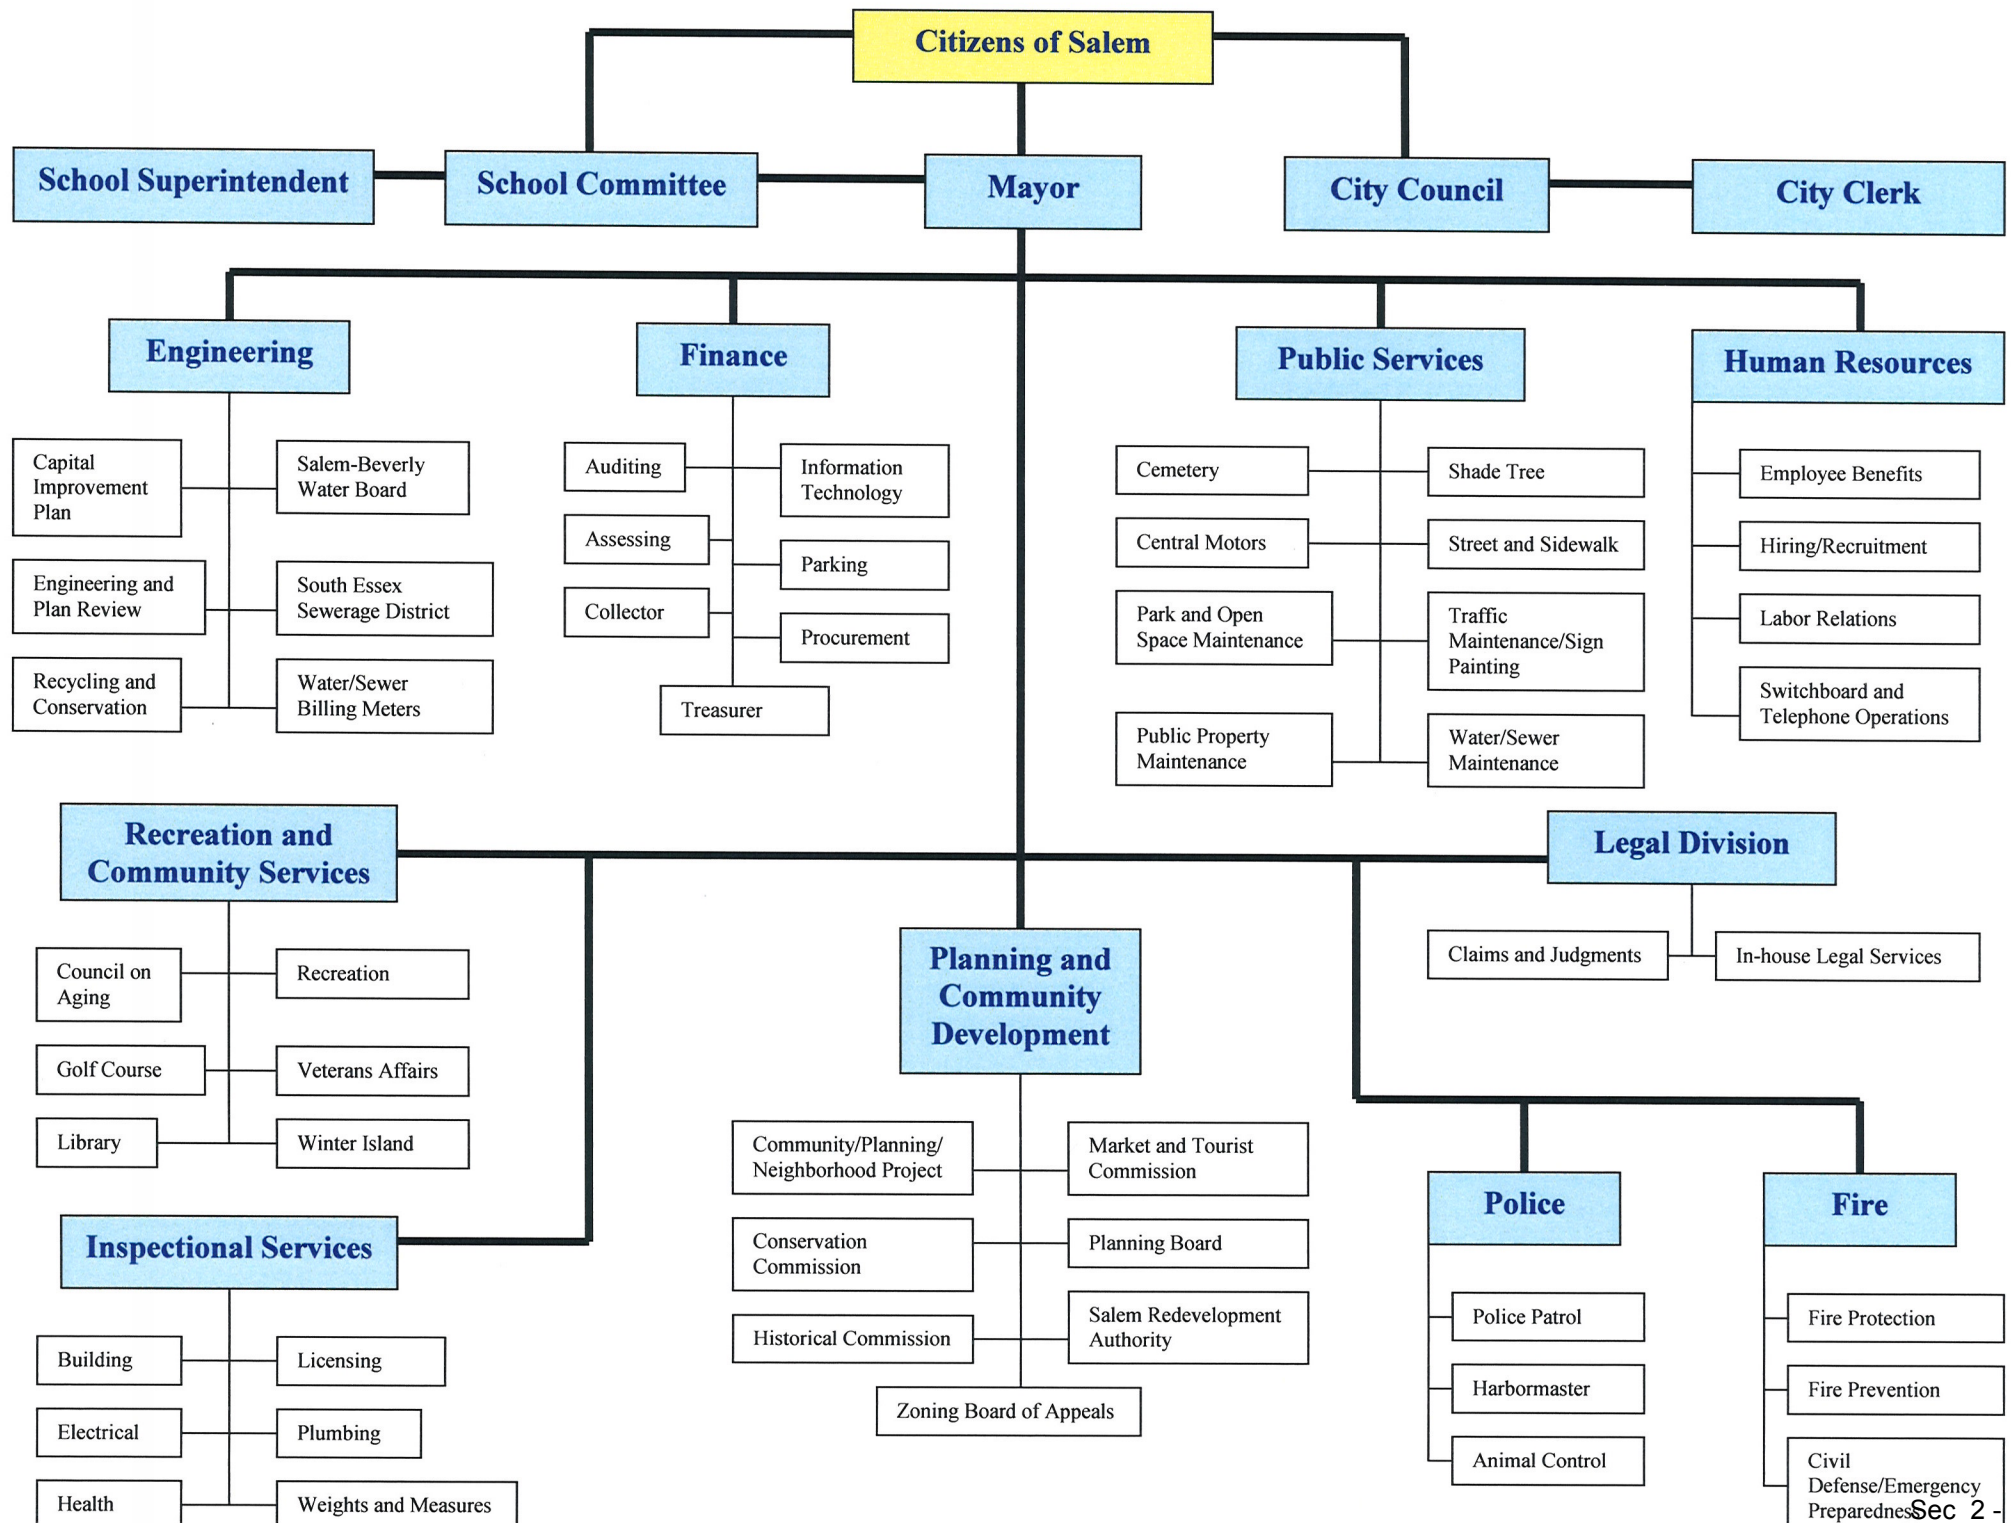 Citizens of Salem
School Superintendent
School Committee
Mayor
City Council
City Clerk
Engineering
Finance
Public Services
Human Resources
Capital
Improvement
Plan
Salem-Beverly
Water Board
Engineering and
Plan Review
South Essex
Sewerage District
Recycling and
Conservation
Water/Sewer
Billing Meters
Auditing
Information
Technology
Assessing
Parking
Collector
Procurement
Treasurer
Cemetery
Shade Tree
Central Motors
Street and Sidewalk
Park and Open
Space Maintenance
Traffic
Maintenance/Sign
Painting
Public Property
Maintenance
Water/Sewer
Maintenance
Employee Benefits
Hiring/Recruitment
Labor Relations
Switchboard and
Telephone Operations
Recreation and
Community Services
Legal Division
Council on
Aging
Recreation
Golf Course
Veterans Affairs
Library
Winter Island
Planning and
Community
Development
Claims and Judgments
In-house Legal Services
Community/Planning/
Neighborhood Project
Market and Tourist
Commission
Conservation
Commission
Planning Board
Historical Commission
Salem Redevelopment
Authority
Zoning Board of Appeals
Inspectional Services
Building
Licensing
Electrical
Plumbing
Health
Weights and Measures
Police
Fire
Police Patrol
Harbormaster
Animal Control
Fire Protection
Fire Prevention
Civil
Defense/Emergency
Preparedness
Sec 2 -